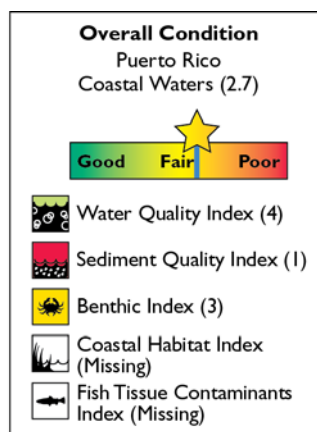 Overall Condition
Puerto Rico
Coastal Waters (2.7)
Good Fair Poor
Water Quality Index (4)
Sediment Quality Index (1)
Benthic Index (3)
Coastal Habitat Index
(Missing)
Fish Tissue Contaminants
Index (Missing)